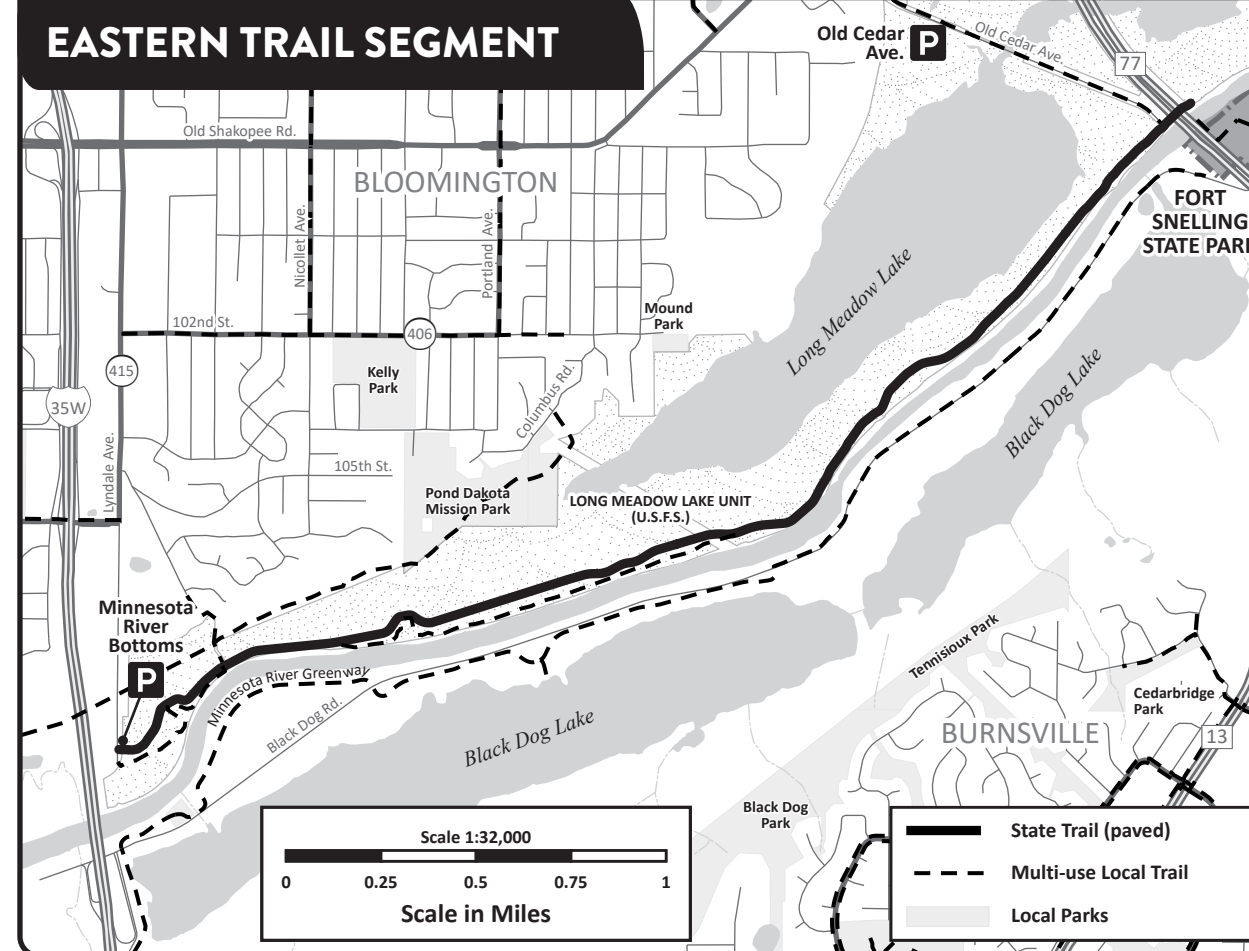 EASTERN TRAIL SEGMENT
Old Cedar
Ave.
P
Old Cedar Ave.
77
Old Shakopee Rd.
BLOOMINGTON
Nicollet Ave.
Portland Ave.
FORT
SNELLING
STATE PARK
Long Meadow Lake
Mound
Park
102nd St.
406
415
Kelly
Park
35W
Columbus Rd.
Black Dog Lake
Lyndale Ave.
105th St.
Pond Dakota
Mission Park
LONG MEADOW LAKE UNIT
(U.S.F.S.)
Minnesota
River
Bottoms
P
Minnesota River Greenway
Black Dog Rd.
Black Dog Lake
Tennisioux Park
Cedarbridge
Park
BURNSVILLE
13
Black Dog
Park
Scale 1:32,000
0 0.25 0.5 0.75 1
Scale in Miles
State Trail (paved)
Multi-use Local Trail
Local Parks